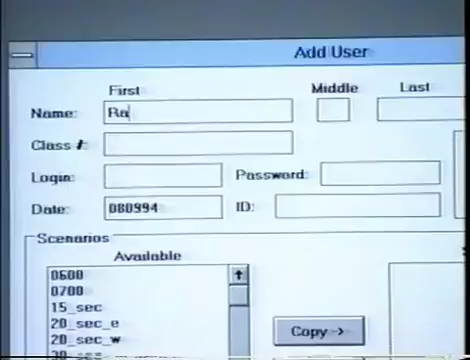 Add User
First Middle Last
Name: Ra
Class #:
Login: Password:
Date: 080994 ID:
Scenarios
Available
0600
0700
15_sec
20_sec_e
20_sec_w
Copy ->